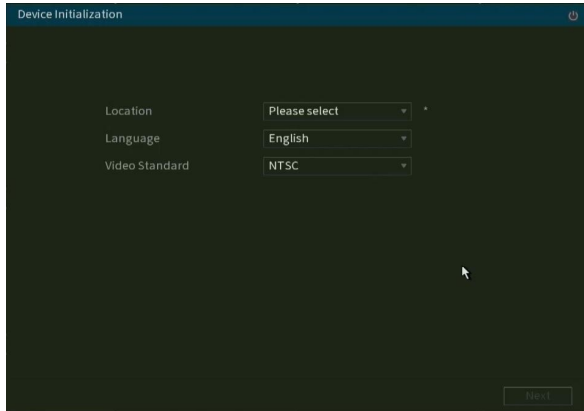 Device Initialization
Location Please select *
Language English
Video Standard NTSC
Next